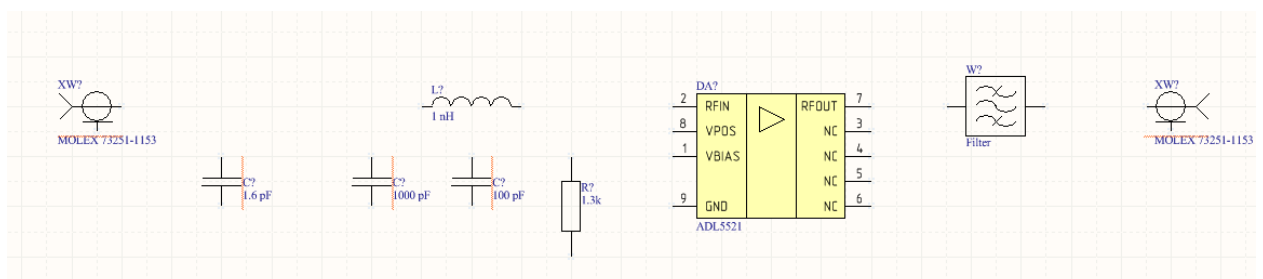 XW?
MOLEX 73251-1153
C?
1.6 pF
L?
1 nH
C?
1000 pF
C?
100 pF
R?
1.3k
DA?
2 RFIN RFOUT 7
8 VPOS NC 3
1 VBIAS NC 4
NC 5
9 GND NC 6
ADL5521
W?
Filter
XW?
MOLEX 73251-1153